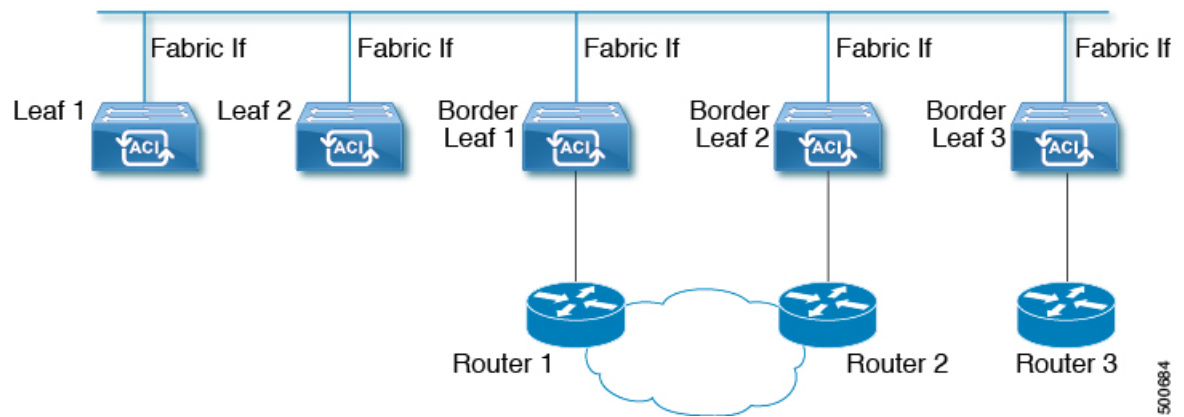 Fabric If
Fabric If
Fabric If
Fabric If
Fabric If
Leaf 1
Leaf 2
Border
Leaf 1
Border
Leaf 2
Border
Leaf 3
ACI
ACI
ACI
ACI
ACI
Router 1
Router 2
Router 3
500684